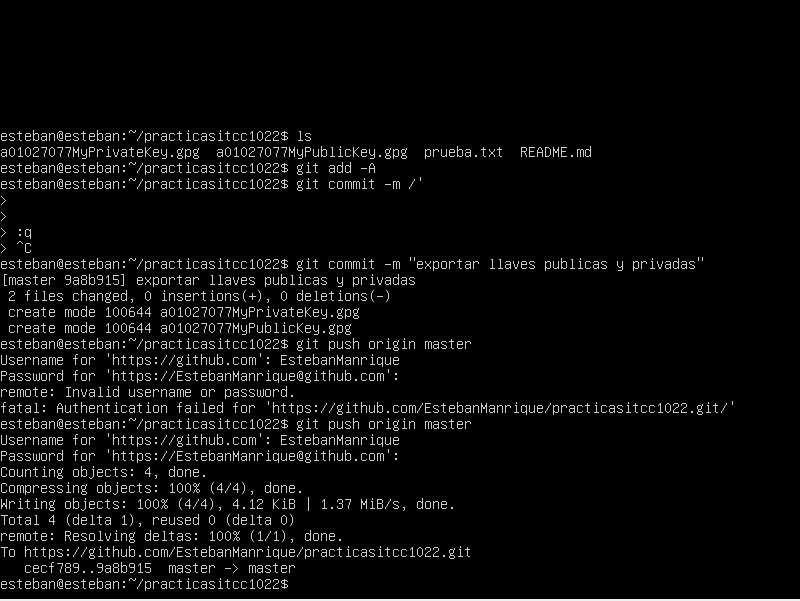 esteban@esteban:~/practicasitcc1022$ ls
a01027077MyPrivateKey.gpg  a01027077MyPublicKey.gpg  prueba.txt  README.md
esteban@esteban:~/practicasitcc1022$ git add -A
esteban@esteban:~/practicasitcc1022$ git commit -m /'
>
>
> :q
> ^C
esteban@esteban:~/practicasitcc1022$ git commit -m "exportar llaves publicas y privadas"
[master 9a8b915] exportar llaves publicas y privadas
 2 files changed, 0 insertions(+), 0 deletions(-)
 create mode 100644 a01027077MyPrivateKey.gpg
 create mode 100644 a01027077MyPublicKey.gpg
esteban@esteban:~/practicasitcc1022$ git push origin master
Username for 'https://github.com': EstebanManrique
Password for 'https://EstebanManrique@github.com':
remote: Invalid username or password.
fatal: Authentication failed for 'https://github.com/EstebanManrique/practicasitcc1022.git/'
esteban@esteban:~/practicasitcc1022$ git push origin master
Username for 'https://github.com': EstebanManrique
Password for 'https://EstebanManrique@github.com':
Counting objects: 4, done.
Compressing objects: 100% (4/4), done.
Writing objects: 100% (4/4), 4.12 KiB | 1.37 MiB/s, done.
Total 4 (delta 1), reused 0 (delta 0)
remote: Resolving deltas: 100% (1/1), done.
To https://github.com/EstebanManrique/practicasitcc1022.git
   cecf789..9a8b915  master -> master
esteban@esteban:~/practicasitcc1022$